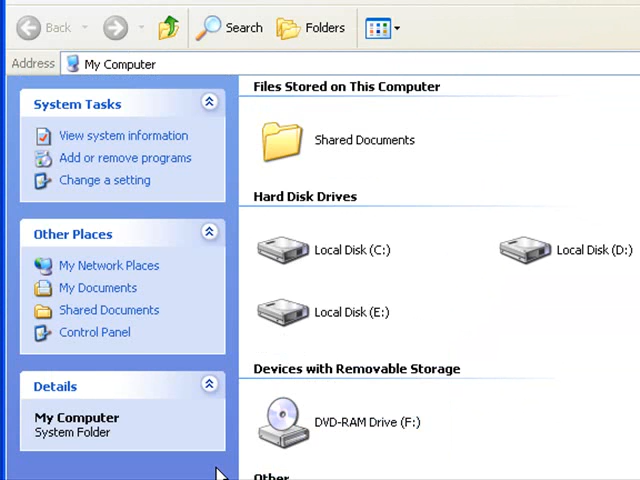 Back Search Folders
Address My Computer
System Tasks
View system information
Add or remove programs
Change a setting
Other Places
My Network Places
My Documents
Shared Documents
Control Panel
Details
My Computer
System Folder
Files Stored on This Computer
Shared Documents
Hard Disk Drives
Local Disk (C:) Local Disk (D:)
Local Disk (E:)
Devices with Removable Storage
DVD-RAM Drive (F:)
Other